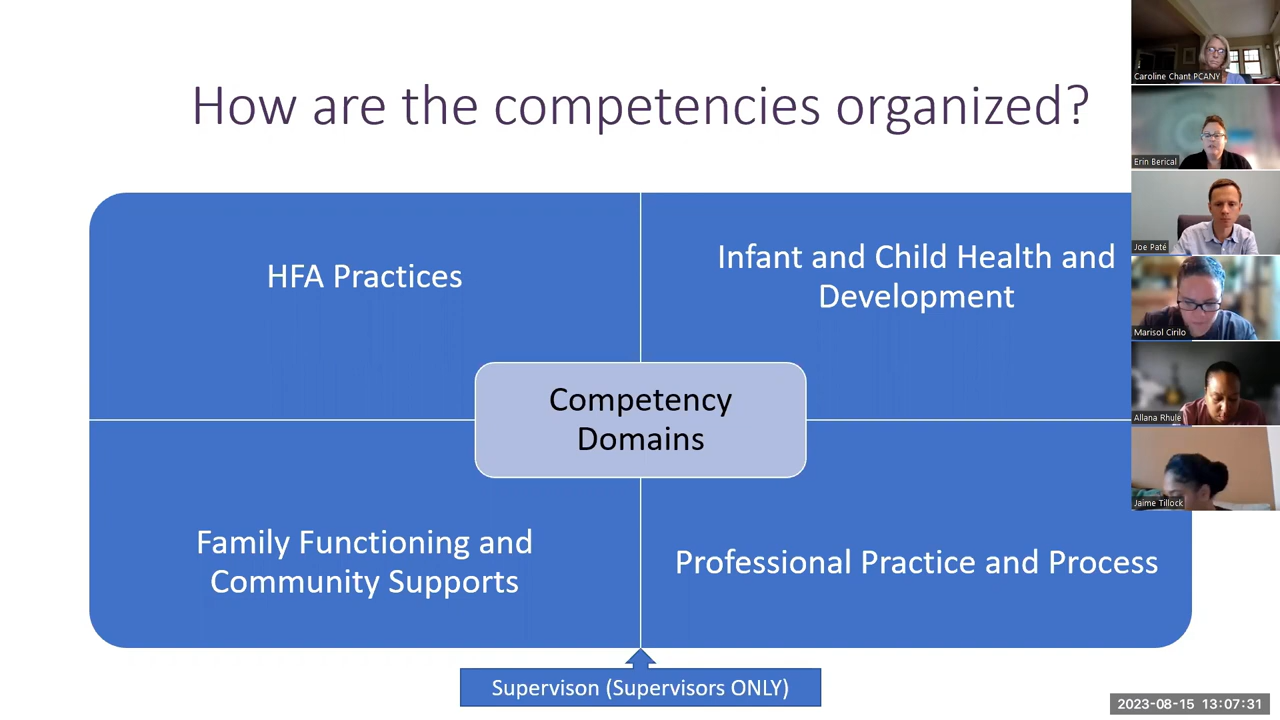 How are the competencies organized?
HFA Practices
Infant and Child Health and
Development
Competency
Domains
Family Functioning and
Community Supports
Professional Practice and Process
Supervison (Supervisors ONLY)
Caroline Chant PCANY
Erin Berical
Joe Paté
Marisol Cirilo
Allana Rhule
Jaime Tillock
2023-08-15 13:07:31